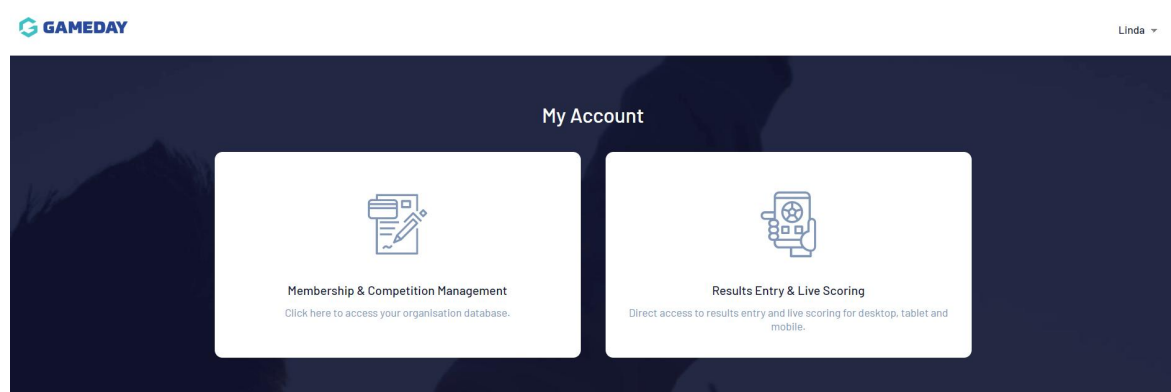 GAMEDAY
Linda
My Account
Membership & Competition Management
Click here to access your organisation database.
Results Entry & Live Scoring
Direct access to results entry and live scoring for desktop, tablet and
mobile.